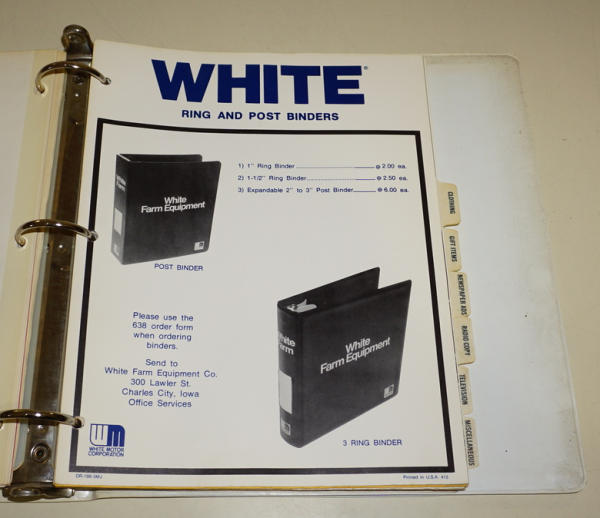 WHITE®
RING AND POST BINDERS
1) 1" Ring Binder @ 2.00 ea.
2) 1-1/2" Ring Binder @ 2.50 ea.
3) Expandable 2" to 3" Post Binder @ 6.00 ea.
White
Farm Equipment
POST BINDER
Please use the
638 order form
when ordering
binders.
Send to
White Farm Equipment Co.
300 Lawler St.
Charles City, Iowa
Office Services
White
Farm Equipment
3 RING BINDER
WM
WHITE MOTOR
CORPORATION
Printed in U.S.A. 412
CLOTHING
GIFT ITEMS
NEWSPAPER ADS
RADIO COPY
TELEVISION
MISCELLANEOUS